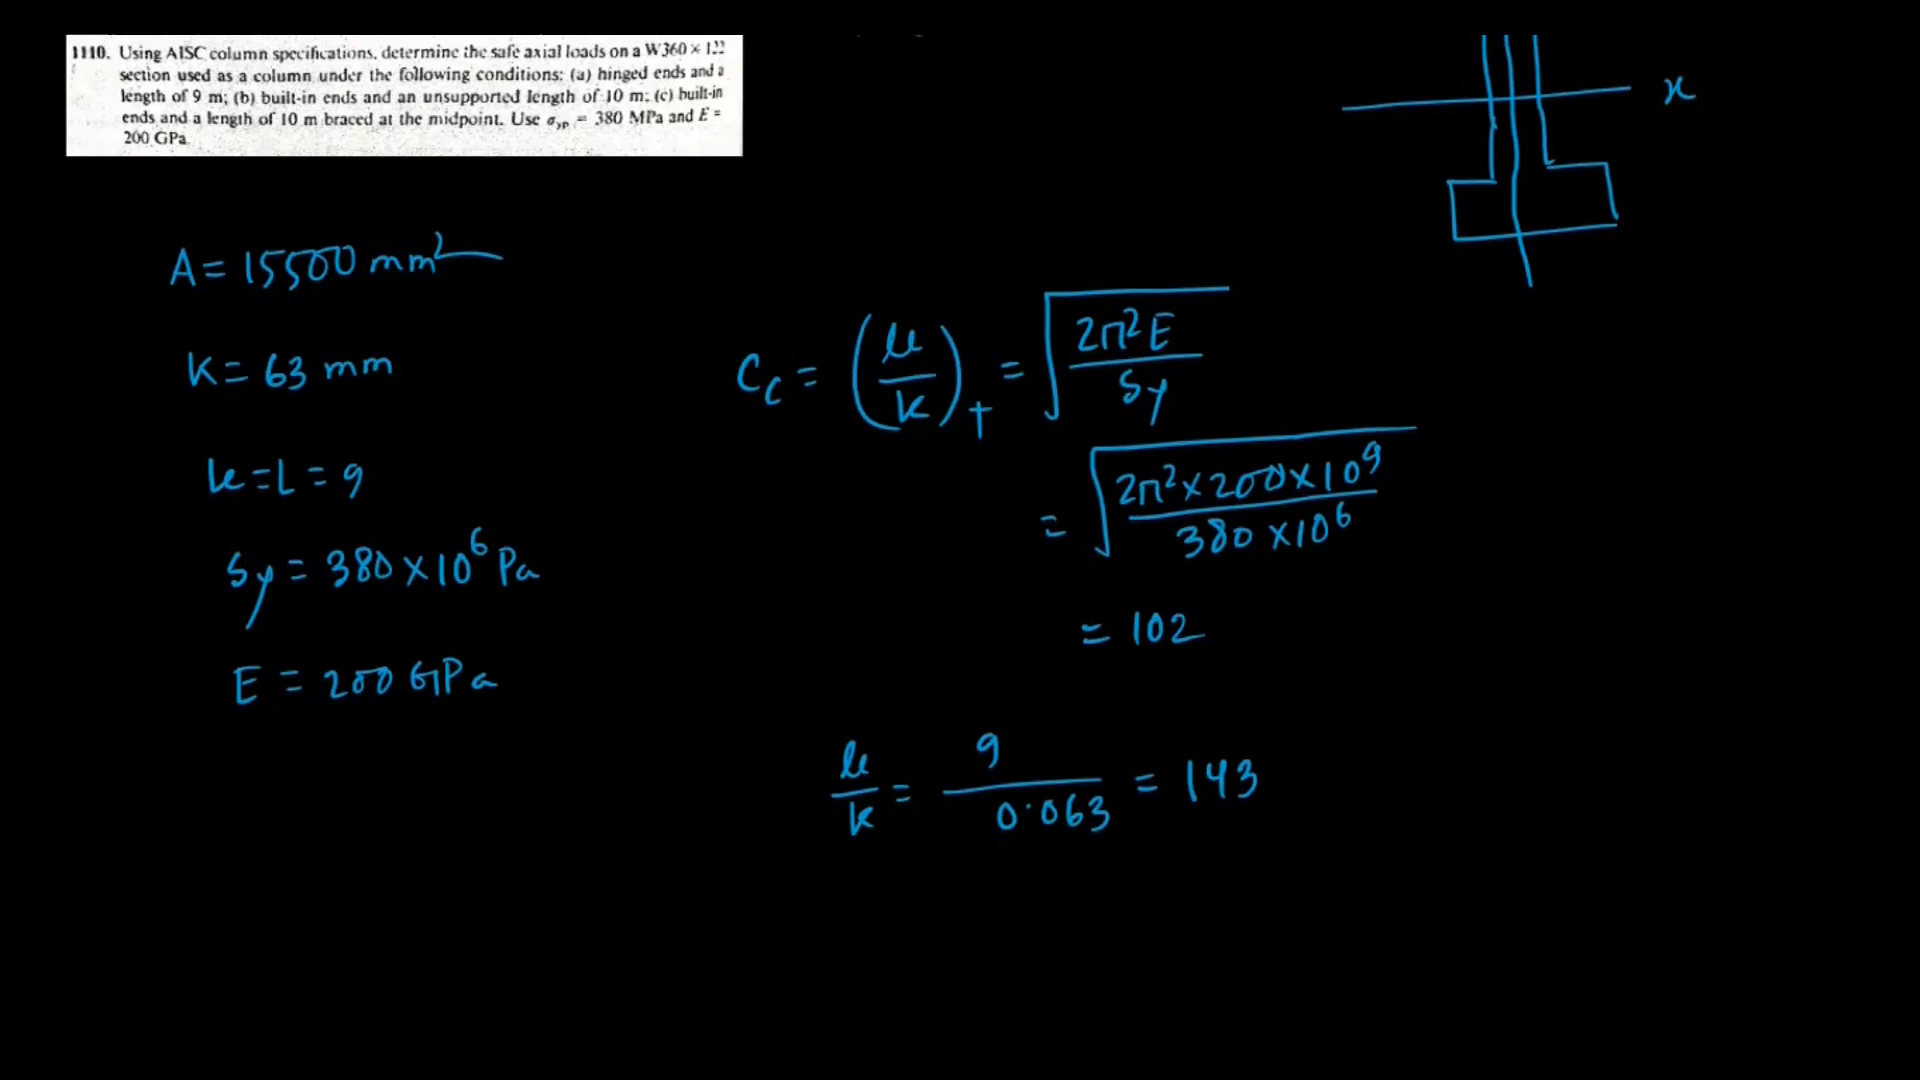 1110. Using AISC column specifications, determine the safe axial loads on a W360 × 122
section used as a column under the following conditions: (a) hinged ends and a
length of 9 m; (b) built-in ends and an unsupported length of 10 m; (c) built-in
ends and a length of 10 m braced at the midpoint. Use σyp = 380 MPa and E =
200 GPa.
x
A = 15500 mm²
K = 63 mm
le = L = 9
Sy = 380 × 10⁶ Pa
E = 200 GPa
Cc = (le/k)t = √(2π²E/Sy)
= √(2π² × 200 × 10⁹/380 × 10⁶)
= 102
le/k = 9/0.063 = 143